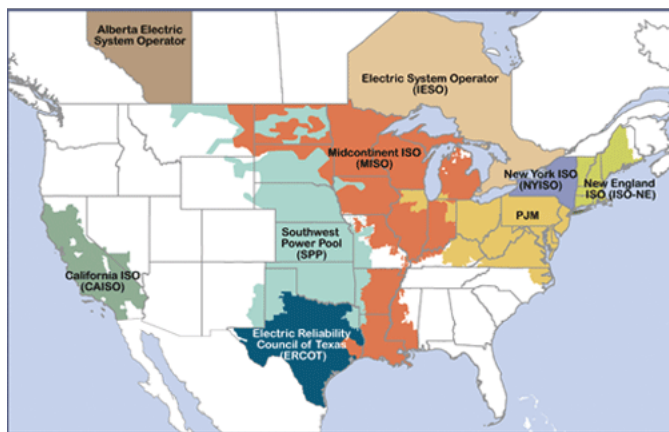 Alberta Electric
System Operator
Electric System Operator
(IESO)
Midcontinent ISO
(MISO)
New York ISO
(NYISO)
New England
ISO (ISO-NE)
PJM
Southwest
Power Pool
(SPP)
California ISO
(CAISO)
Electric Reliability
Council of Texas
(ERCOT)